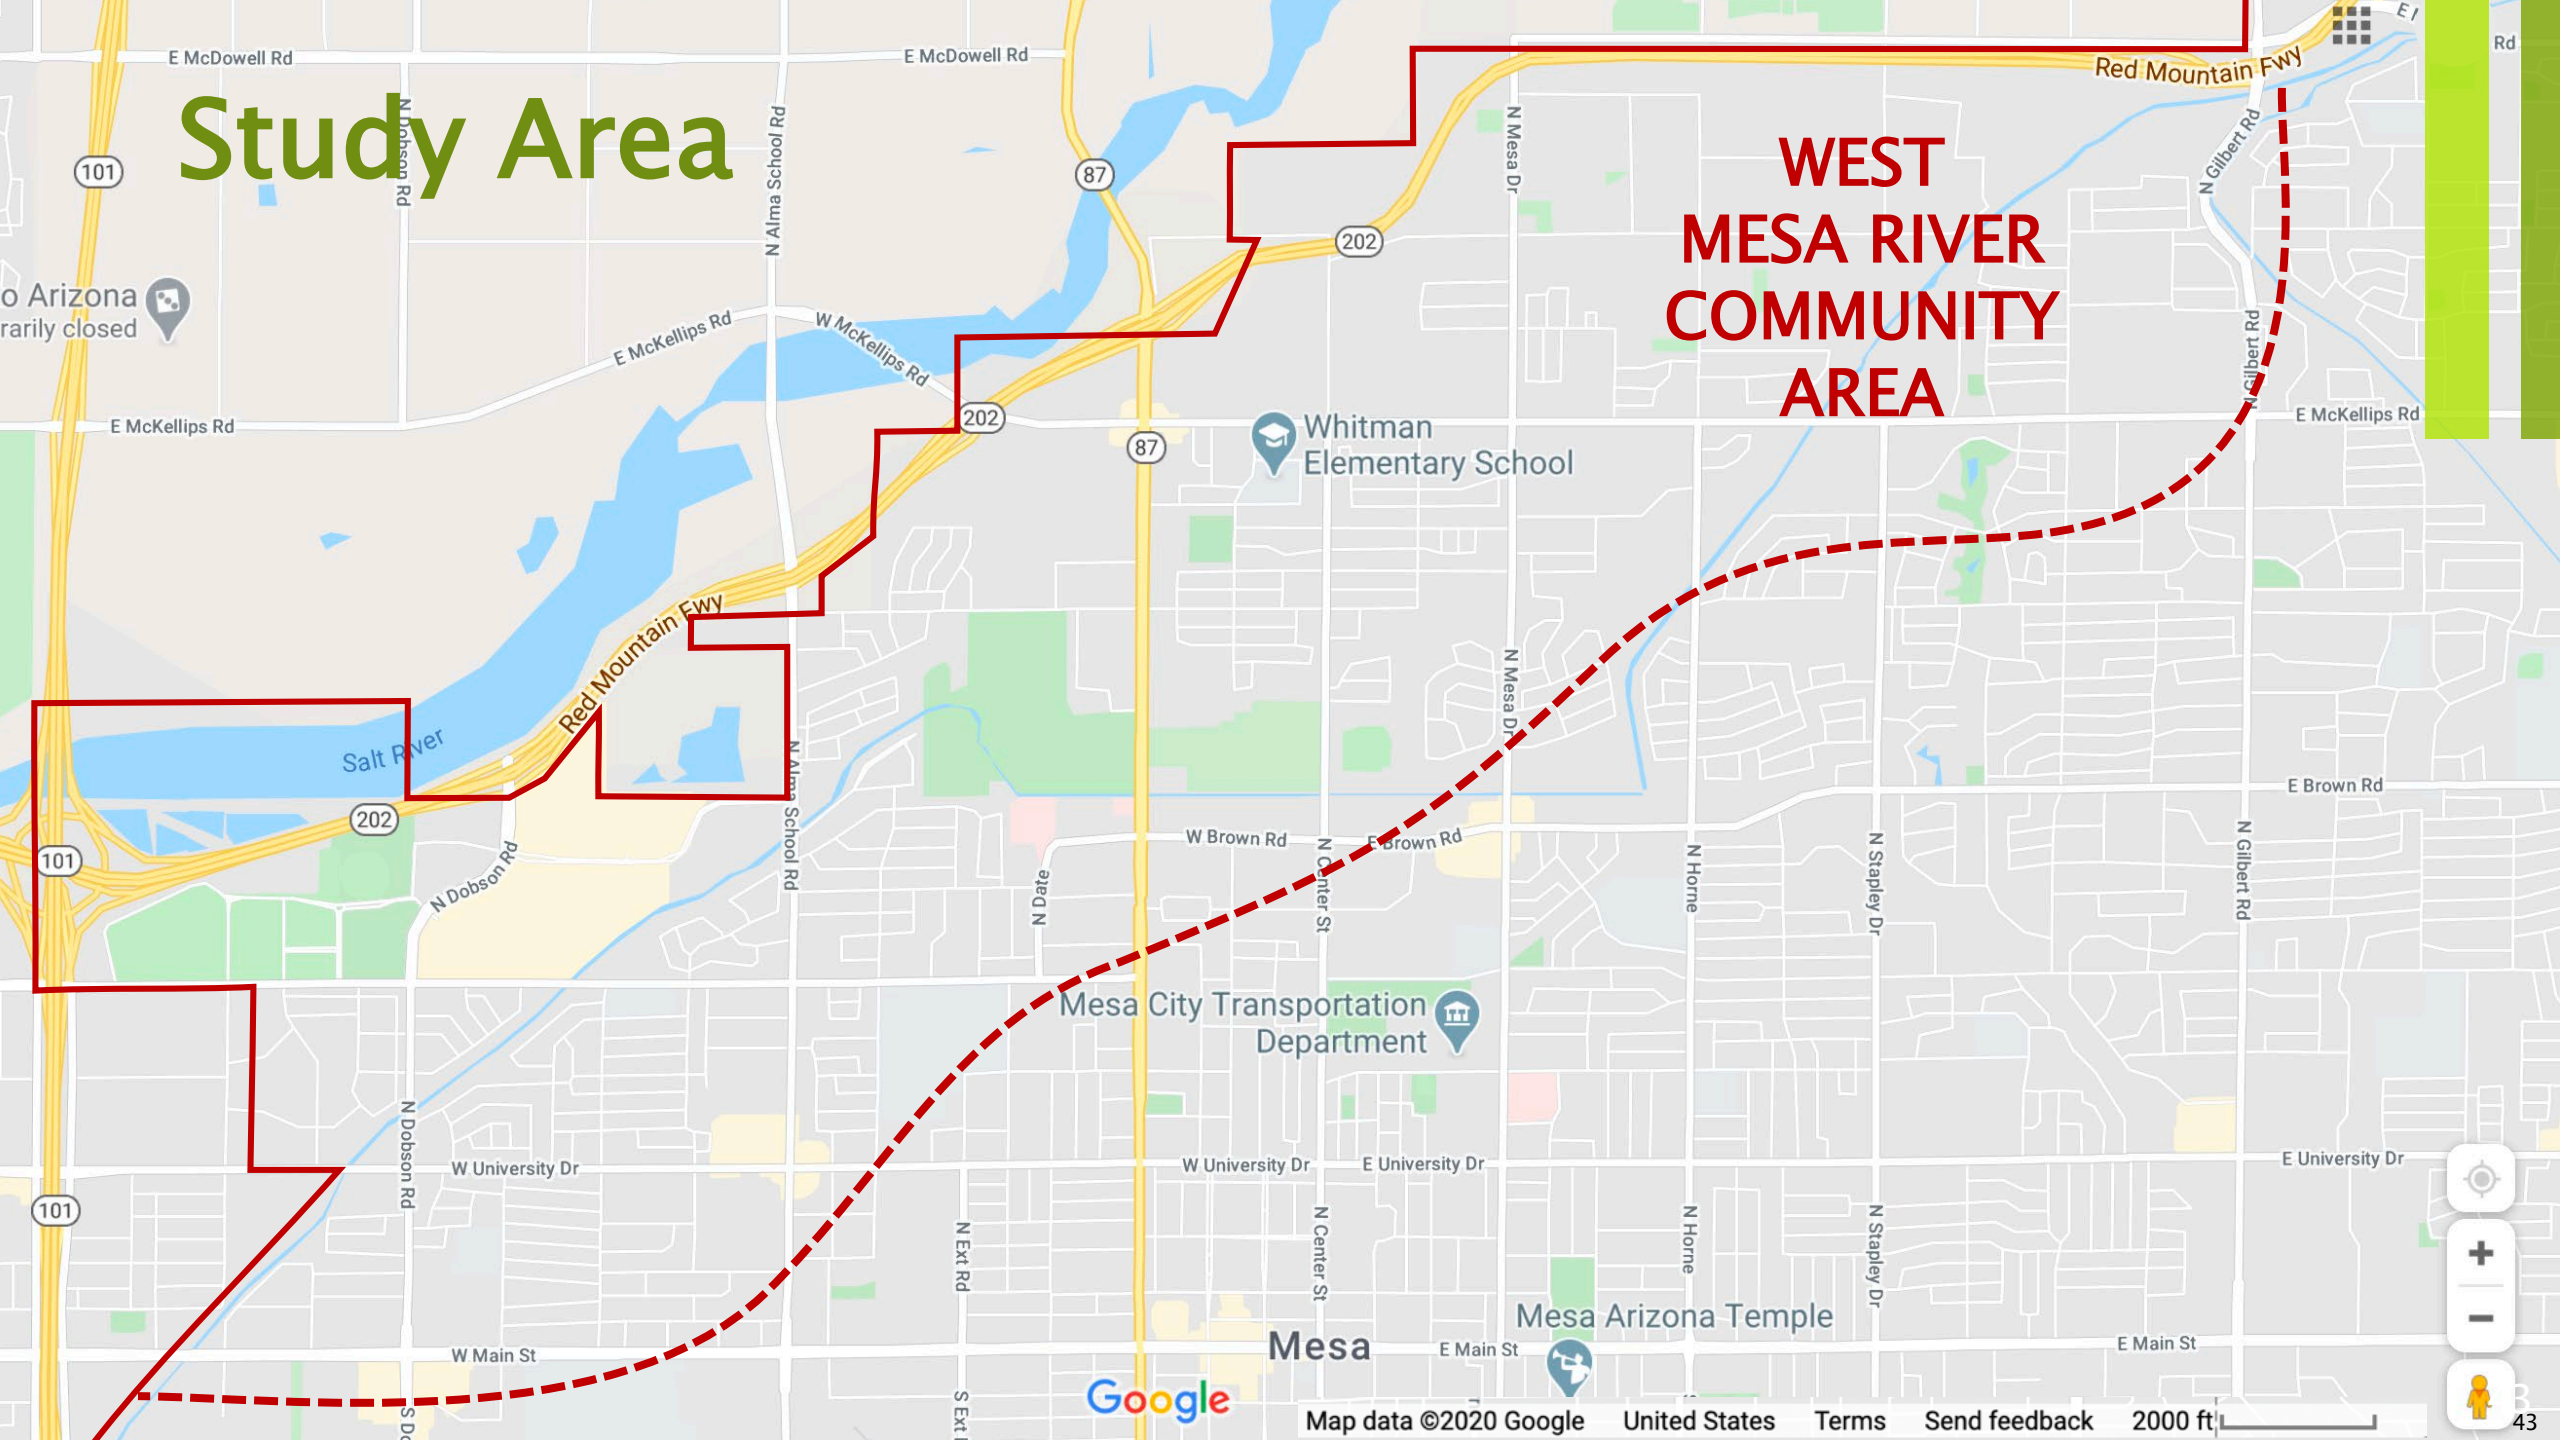 E McDowell Rd
E McDowell Rd
E
Rd
Red Mountain Fwy
Study Area
N Dobson Rd
N Alma School Rd
101
87
N Mesa Dr
N Gilbert Rd
WEST
MESA RIVER
COMMUNITY
AREA
202
o Arizona
rarily closed
E McKellips Rd
W McKellips Rd
N Gilbert Rd
E McKellips Rd
202
87
E McKellips Rd
Whitman
Elementary School
Red Mountain Fwy
N Mesa Dr
Salt River
N Alma School Rd
E Brown Rd
202
101
W Brown Rd
E Brown Rd
N Dobson Rd
N Date
N Center St
N Horne
N Stapley Dr
N Gilbert Rd
Mesa City Transportation
Department
N Dobson Rd
W University Dr
W University Dr
E University Dr
E University Dr
101
N Ext Rd
N Center St
N Horne
N Stapley Dr
Mesa Arizona Temple
W Main St
Mesa
E Main St
E Main St
S Do
S Ext
Google
Map data ©2020 Google United States Terms Send feedback 2000 ft
43